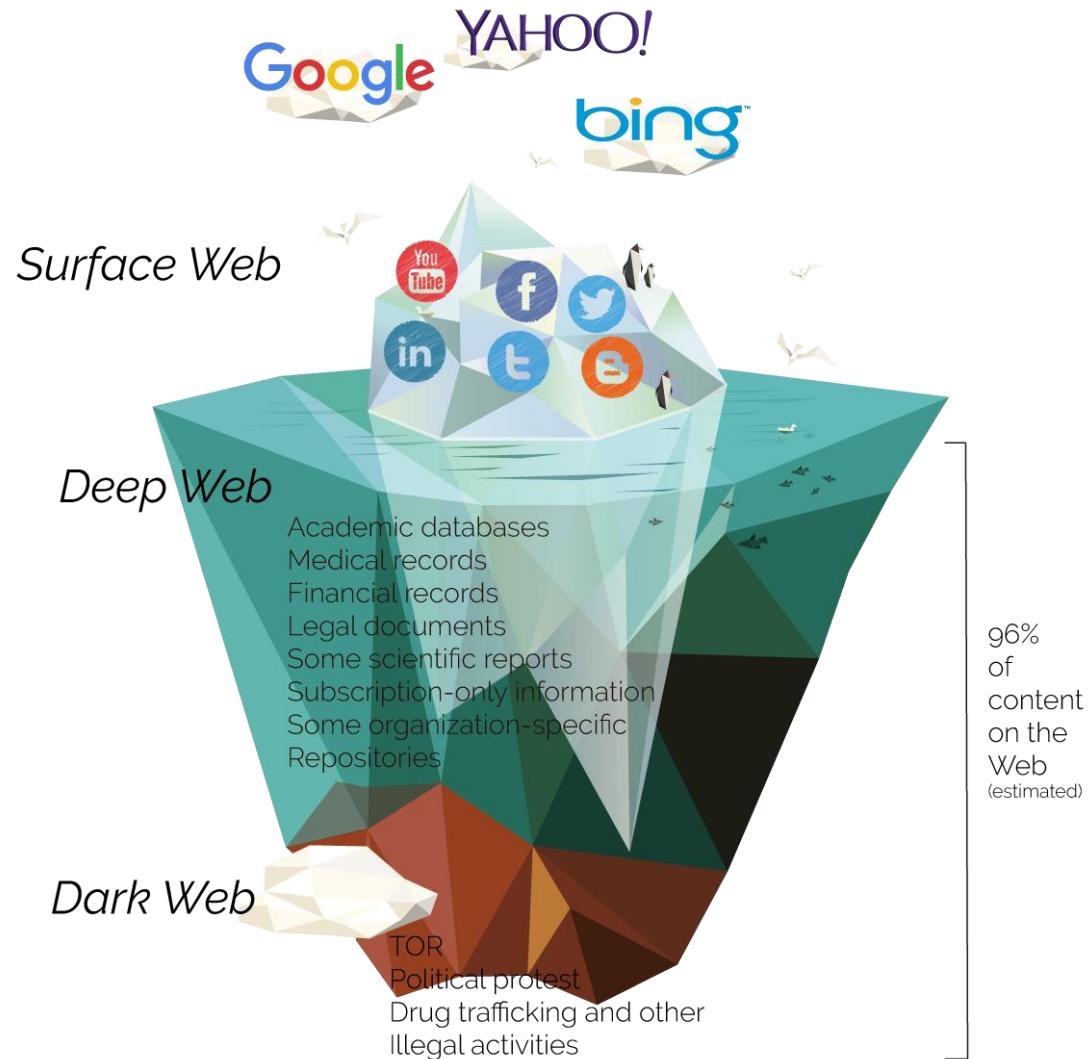 YAHOO!
Google
bing™
Surface Web
You
Tube
f
in
t
B
Deep Web
Academic databases
Medical records
Financial records
Legal documents
Some scientific reports
Subscription-only information
Some organization-specific
Repositories
96%
of
content
on the
Web
(estimated)
Dark Web
TOR
Political protest
Drug trafficking and other
Illegal activities